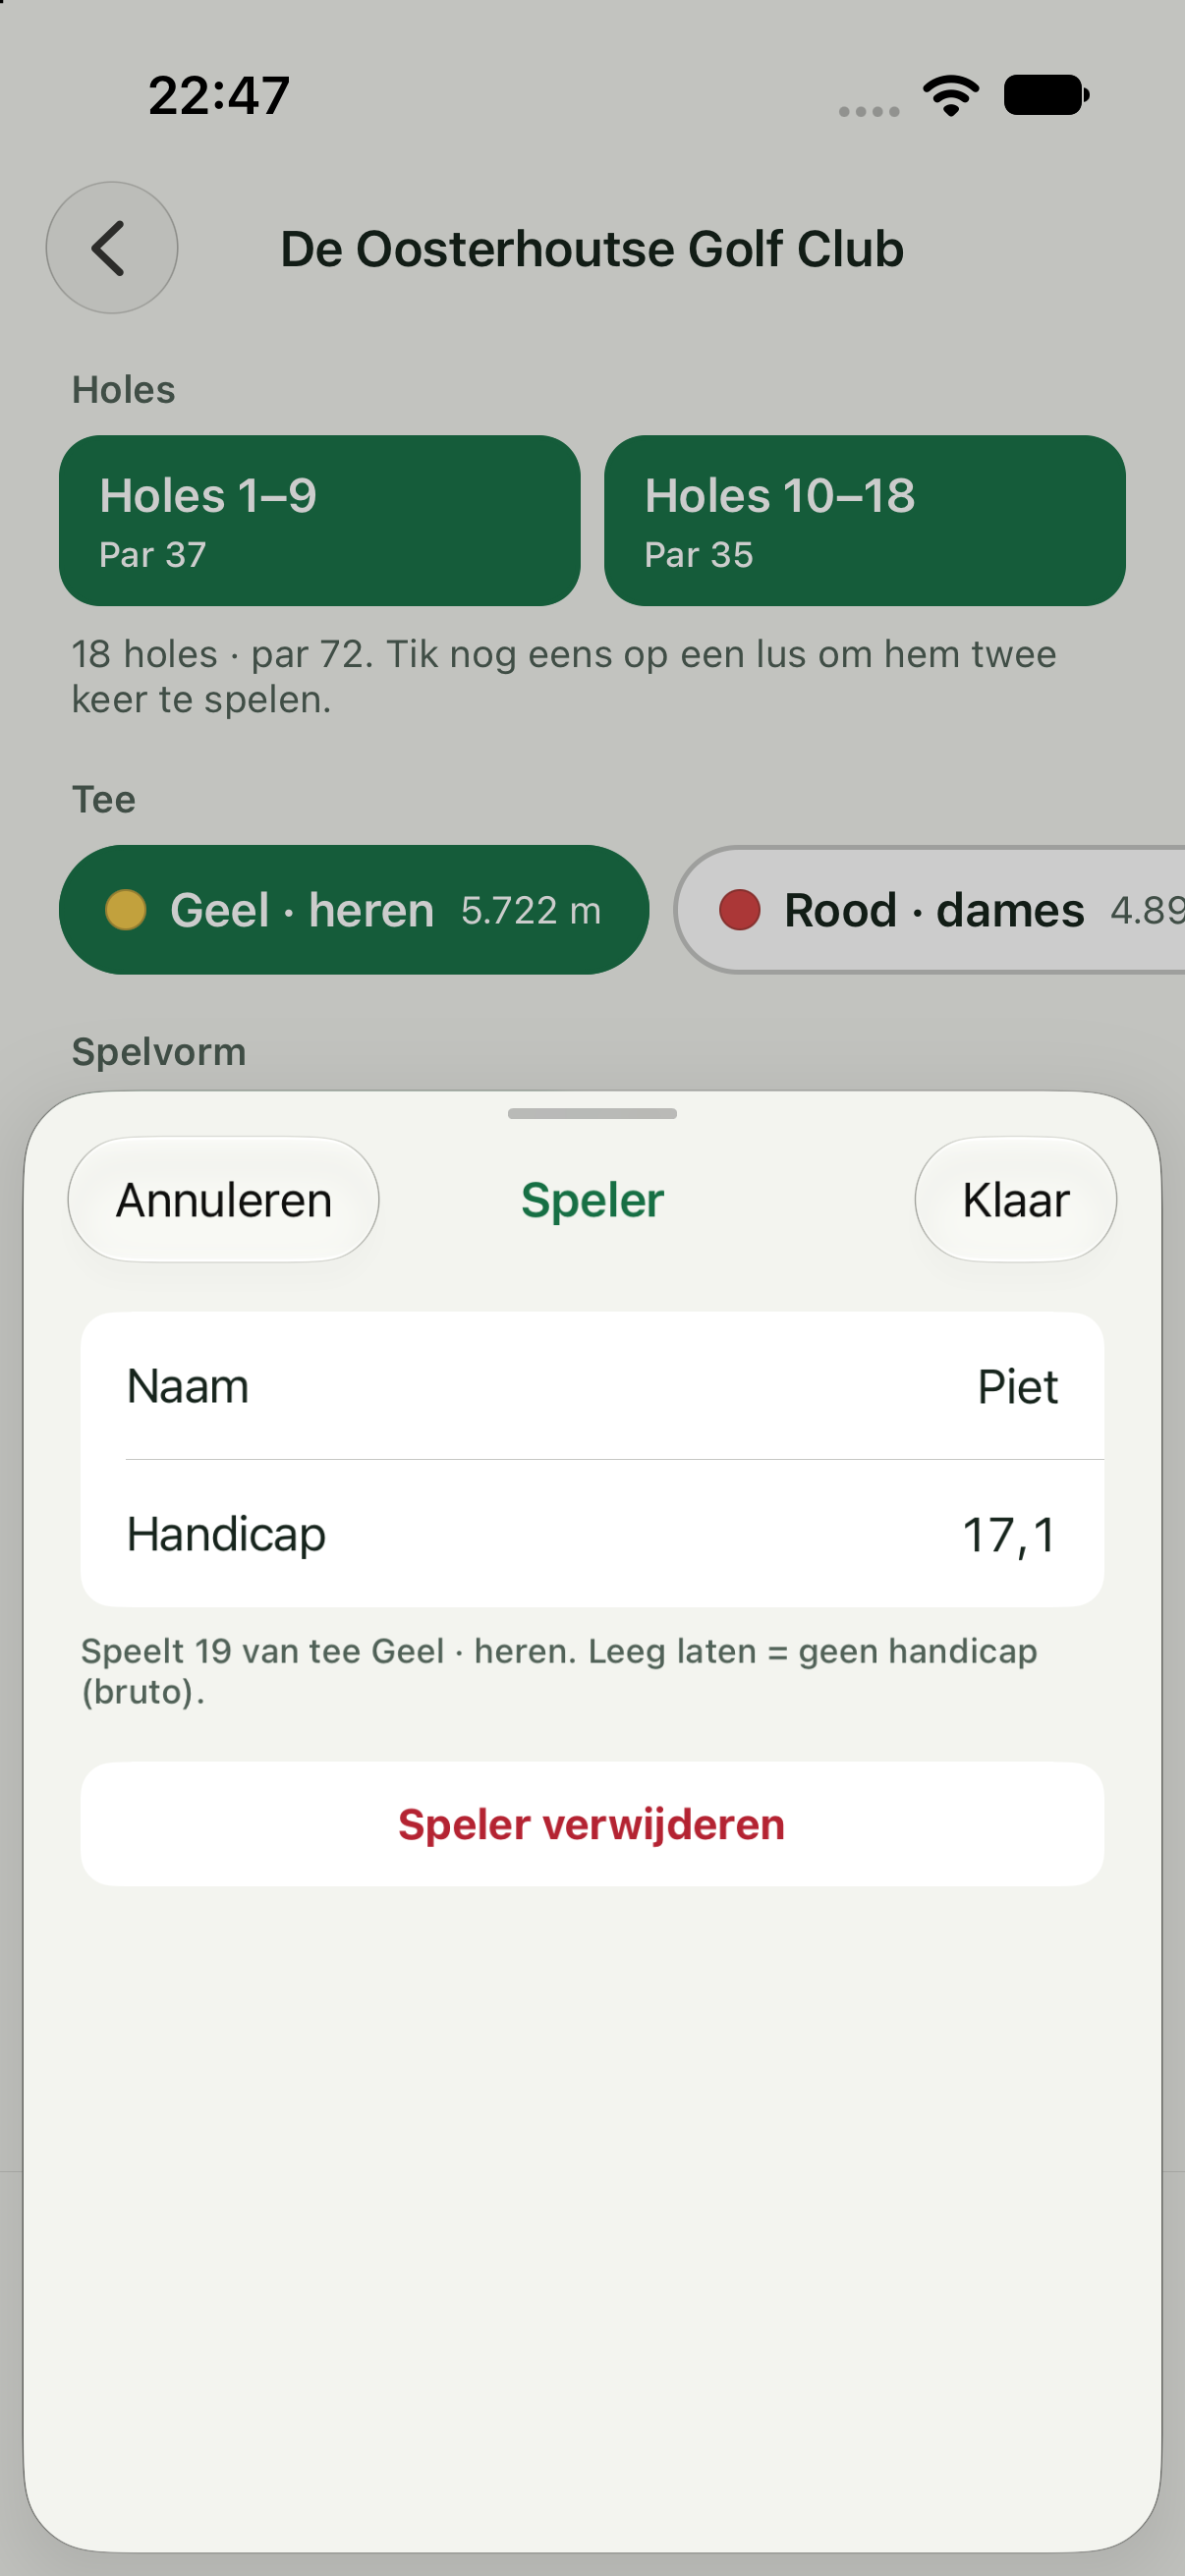 22:47
De Oosterhoutse Golf Club
Holes
Holes 1–9
Par 37
Holes 10–18
Par 35
18 holes · par 72. Tik nog eens op een lus om hem twee
keer te spelen.
Tee
Geel · heren 5.722 m
Rood · dames 4.89
Spelvorm
Annuleren
Speler
Klaar
Naam
Piet
Handicap
17,1
Speelt 19 van tee Geel · heren. Leeg laten = geen handicap
(bruto).
Speler verwijderen